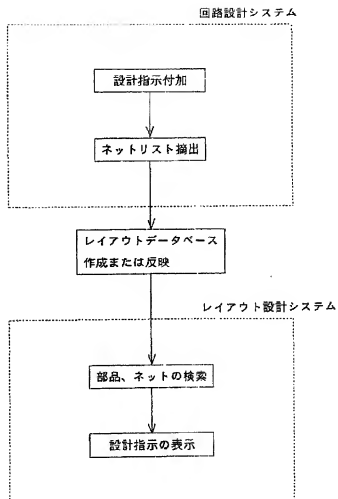 回路設計システム
設計指示付加
ネットリスト摘出
レイアウトデータベース
作成または反映
レイアウト設計システム
部品、ネットの検索
設計指示の表示